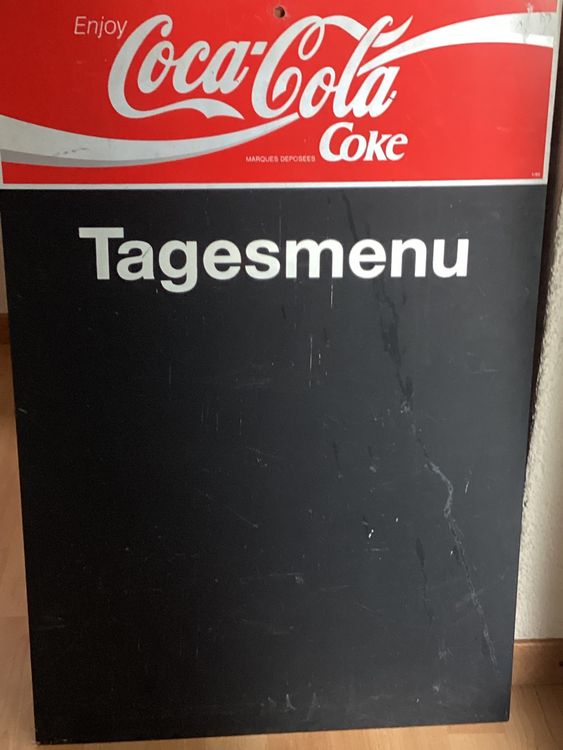 Enjoy
Coca-Cola
Coke
MARQUES DEPOSEES
Tagesmenu